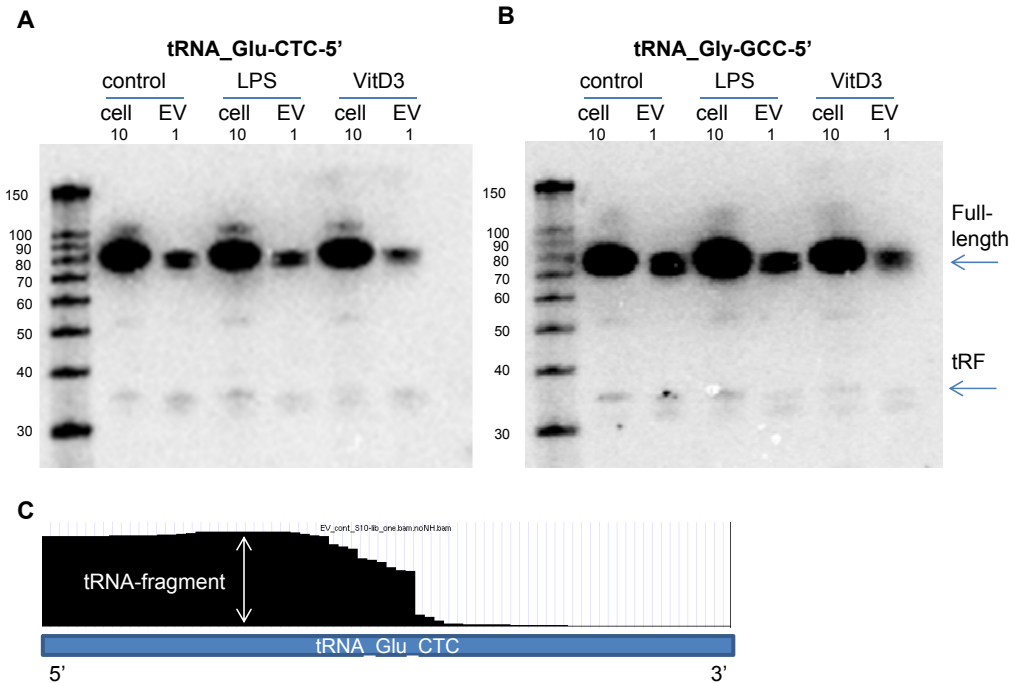 A
tRNA_Glu-CTC-5’
control LPS VitD3
cell EV cell EV cell EV
10 1 10 1 10 1
150
100
90
80
70
60
50
40
30
B
tRNA_Gly-GCC-5’
control LPS VitD3
cell EV cell EV cell EV
10 1 10 1 10 1
150
100
90
80
70
60
50
40
30
Full-
length
tRF
C
EV_cont_S10-lib_one.bam.noNH.bam
tRNA-fragment
tRNA_Glu_CTC
5’ 3’